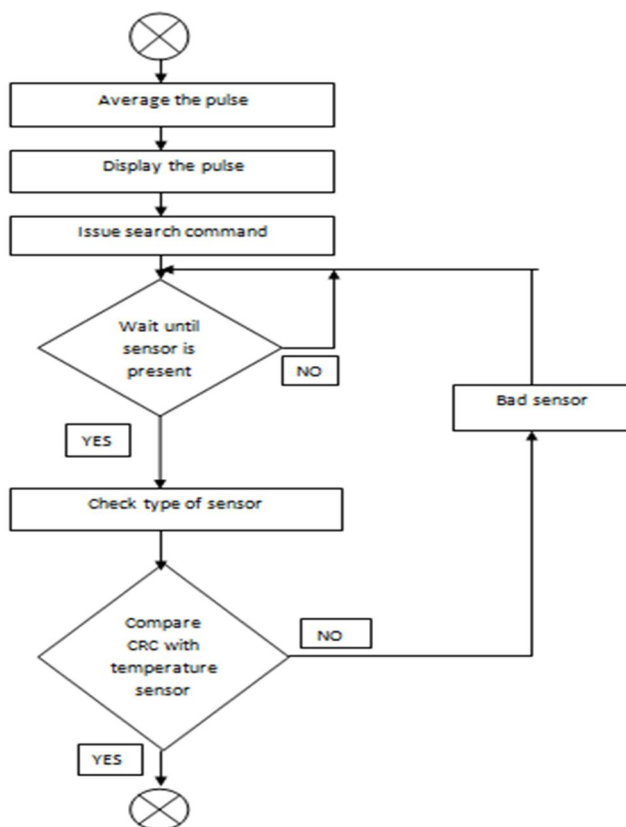 Average the pulse
Display the pulse
Issue search command
Wait until
sensor is
present
NO
Bad sensor
YES
Check type of sensor
Compare
CRC with
temperature
sensor
NO
YES